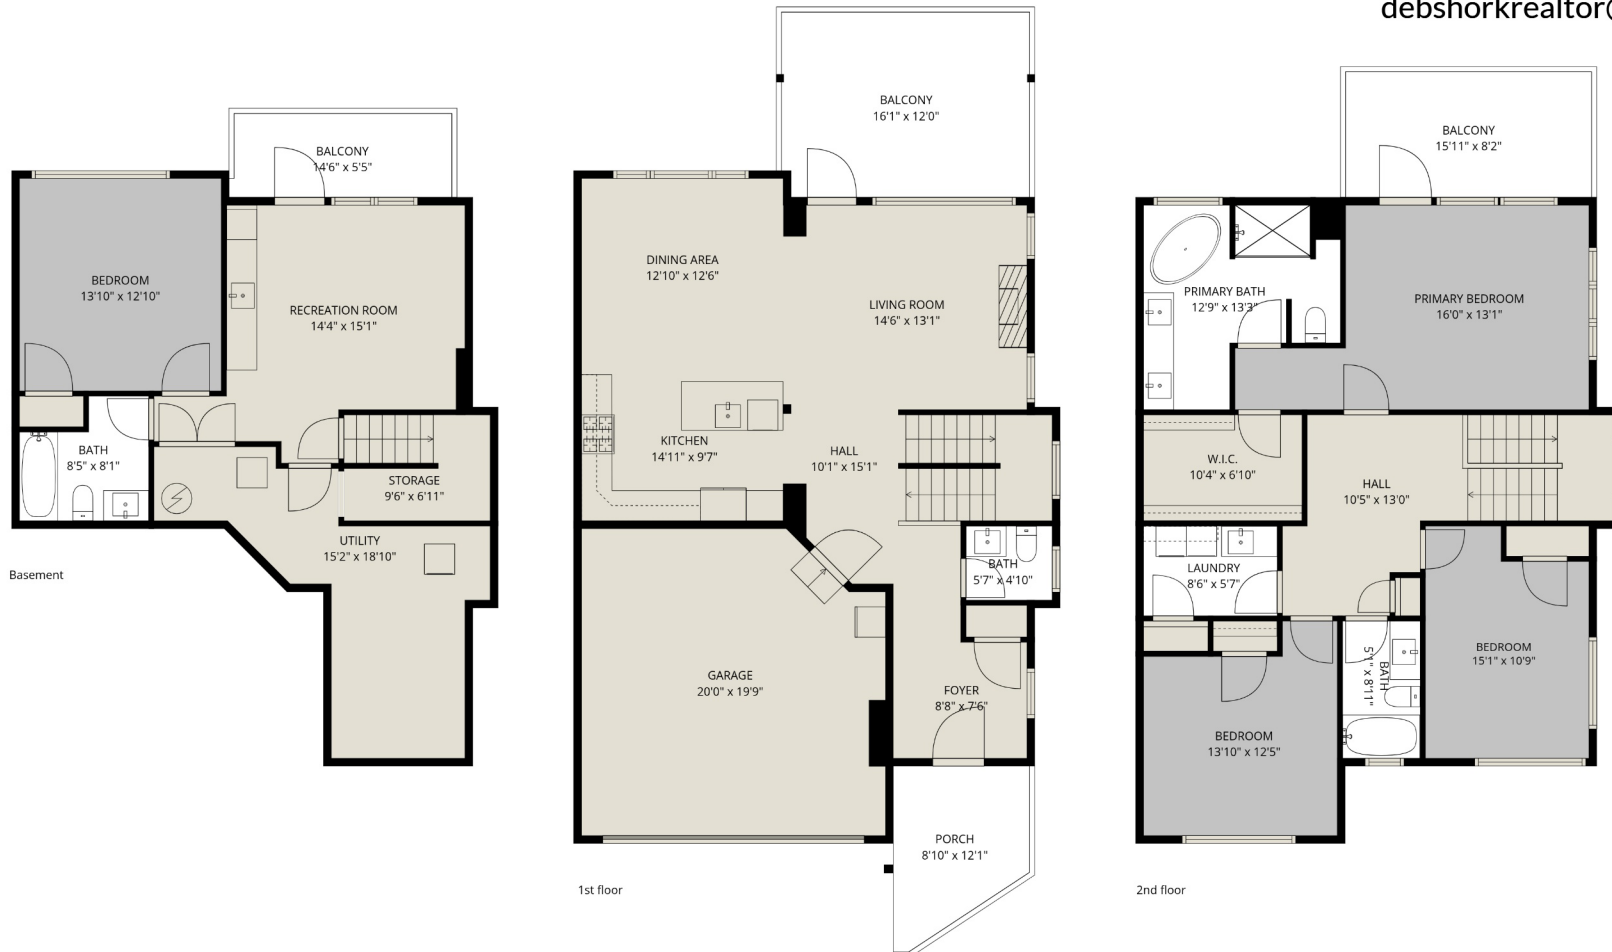 debshorkrealtor@
BALCONY
14'6" x 5'5"
BEDROOM
13'10" x 12'10"
RECREATION ROOM
14'4" x 15'1"
BATH
8'5" x 8'1"
STORAGE
9'6" x 6'11"
UTILITY
15'2" x 18'10"
Basement
BALCONY
16'1" x 12'0"
DINING AREA
12'10" x 12'6"
LIVING ROOM
14'6" x 13'1"
KITCHEN
14'11" x 9'7"
HALL
10'1" x 15'1"
BATH
5'7" x 4'10"
GARAGE
20'0" x 19'9"
FOYER
8'8" x 7'6"
PORCH
8'10" x 12'1"
1st floor
BALCONY
15'11" x 8'2"
PRIMARY BATH
12'9" x 13'3"
PRIMARY BEDROOM
16'0" x 13'1"
W.I.C.
10'4" x 6'10"
HALL
10'5" x 13'0"
LAUNDRY
8'6" x 5'7"
BATH
5'1" x 8'11"
BEDROOM
15'1" x 10'9"
BEDROOM
13'10" x 12'5"
2nd floor